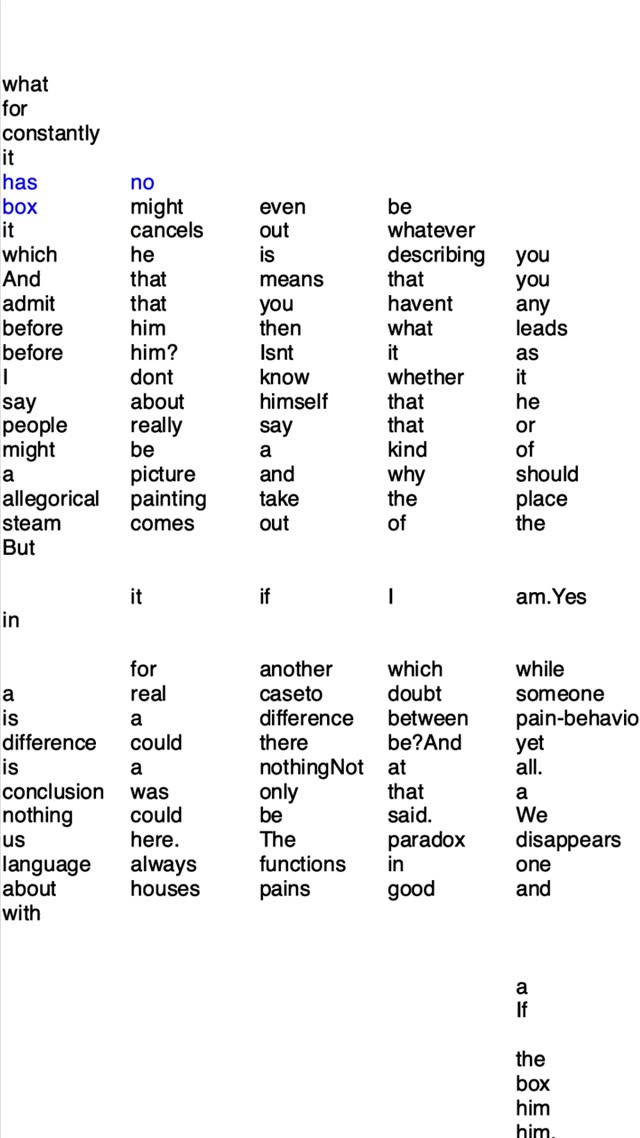 what
for
constantly
it
has no
box might even be
it cancels out whatever
which he is describing you
And that means that you
admit that you havent any
before him then what leads
before him? Isnt it as
I dont know whether it
say about himself that he
people really say that or
might be a kind of
a picture and why should
allegorical painting take the place
steam comes out of the
But
it if I am.Yes
in
for another which while
a real caseto doubt someone
is a difference between pain-behavio
difference could there be?And yet
is a nothingNot at all.
conclusion was only that a
nothing could be said. We
us here. The paradox disappears
language always functions in one
about houses pains good and
with
a
If
the
box
him
him.